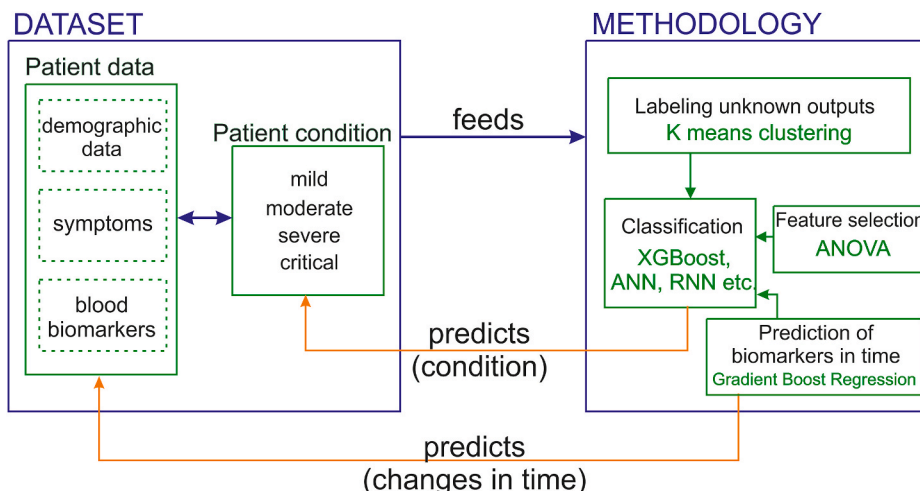 DATASET
Patient data
demographic
data
symptoms
blood
biomarkers
Patient condition
mild
moderate
severe
critical
feeds
predicts
(condition)
predicts
(changes in time)
METHODOLOGY
Labeling unknown outputs
K means clustering
Classification
XGBoost,
ANN, RNN etc.
Feature selection
ANOVA
Prediction of
biomarkers in time
Gradient Boost Regression